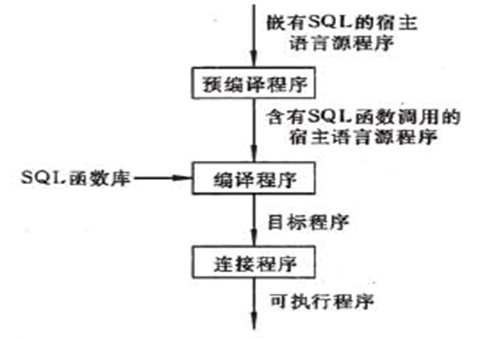 嵌有SQL的宿主
语言源程序
预编译程序
含有SQL函数调用的
宿主语言源程序
SQL函数库
编译程序
目标程序
连接程序
可执行程序